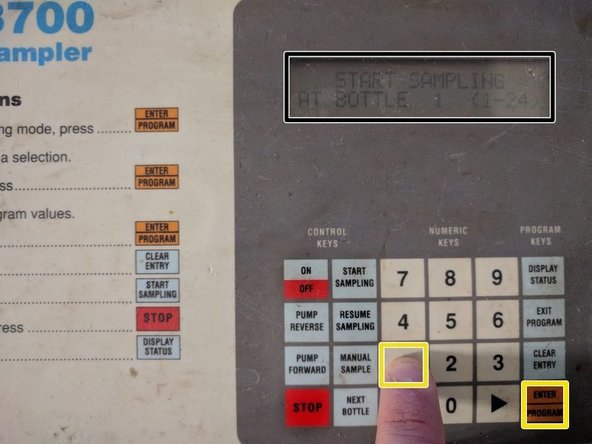 3700
ampler
ns
ng mode, press
ENTER
PROGRAM
a selection.
ss
ENTER
PROGRAM
gram values.
ENTER
PROGRAM
CLEAR
ENTRY
START
SAMPLING
ress
STOP
DISPLAY
STATUS
START SAMPLING
AT BOTTLE 1 (1-24)
CONTROL
KEYS
NUMERIC
KEYS
PROGRAM
KEYS
ON
OFF
START
SAMPLING
7
8
9
DISPLAY
STATUS
PUMP
REVERSE
RESUME
SAMPLING
4
5
6
EXIT
PROGRAM
PUMP
FORWARD
MANUAL
SAMPLE
2
3
CLEAR
ENTRY
STOP
NEXT
BOTTLE
0
ENTER
PROGRAM